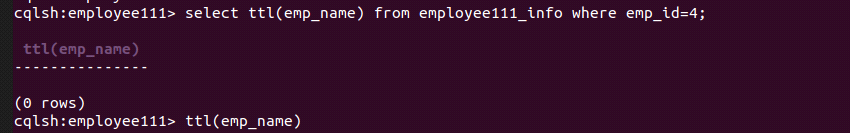 cqlsh:employee111> select ttl(emp_name) from employee111_info where emp_id=4;
ttl(emp_name)
---------------
(0 rows)
cqlsh:employee111> ttl(emp_name)